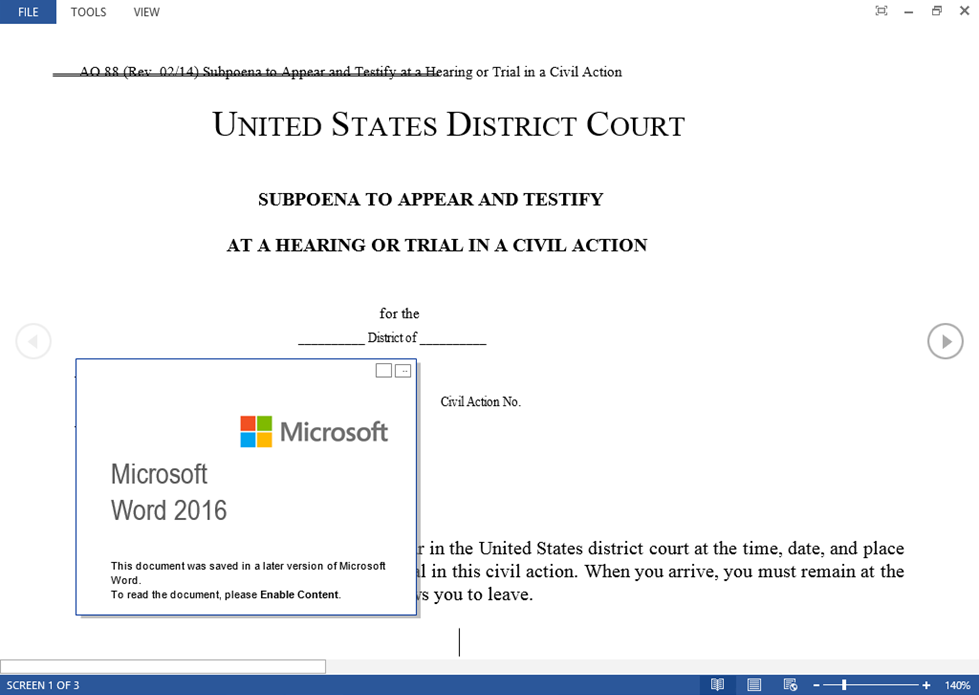 FILE TOOLS VIEW
AO 88 (Rev. 02/14) Subpoena to Appear and Testify at a Hearing or Trial in a Civil Action
UNITED STATES DISTRICT COURT
SUBPOENA TO APPEAR AND TESTIFY
AT A HEARING OR TRIAL IN A CIVIL ACTION
for the
__________ District of __________
Civil Action No.
Microsoft
Microsoft
Word 2016
This document was saved in a later version of Microsoft
Word.
To read the document, please Enable Content.
in the United States district court at the time, date, and place
in this civil action. When you arrive, you must remain at the
you to leave.
SCREEN 1 OF 3
140%